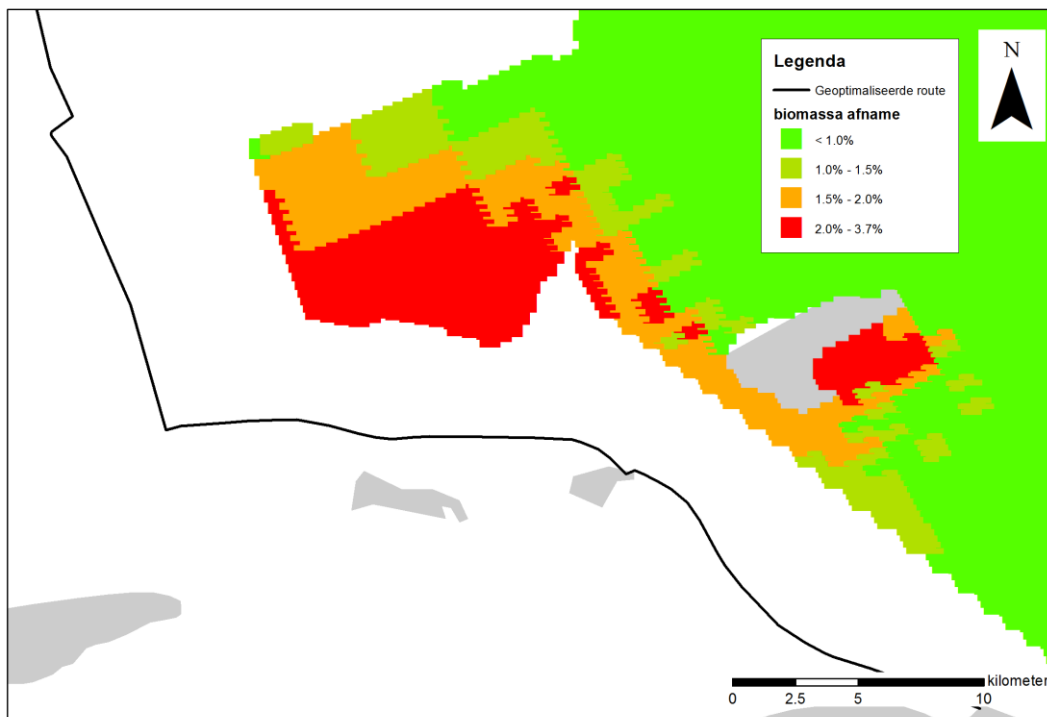 N
Legenda
Geoptimaliseerde route
biomassa afname
< 1.0%
1.0% - 1.5%
1.5% - 2.0%
2.0% - 3.7%
kilometer
0 2.5 5 10